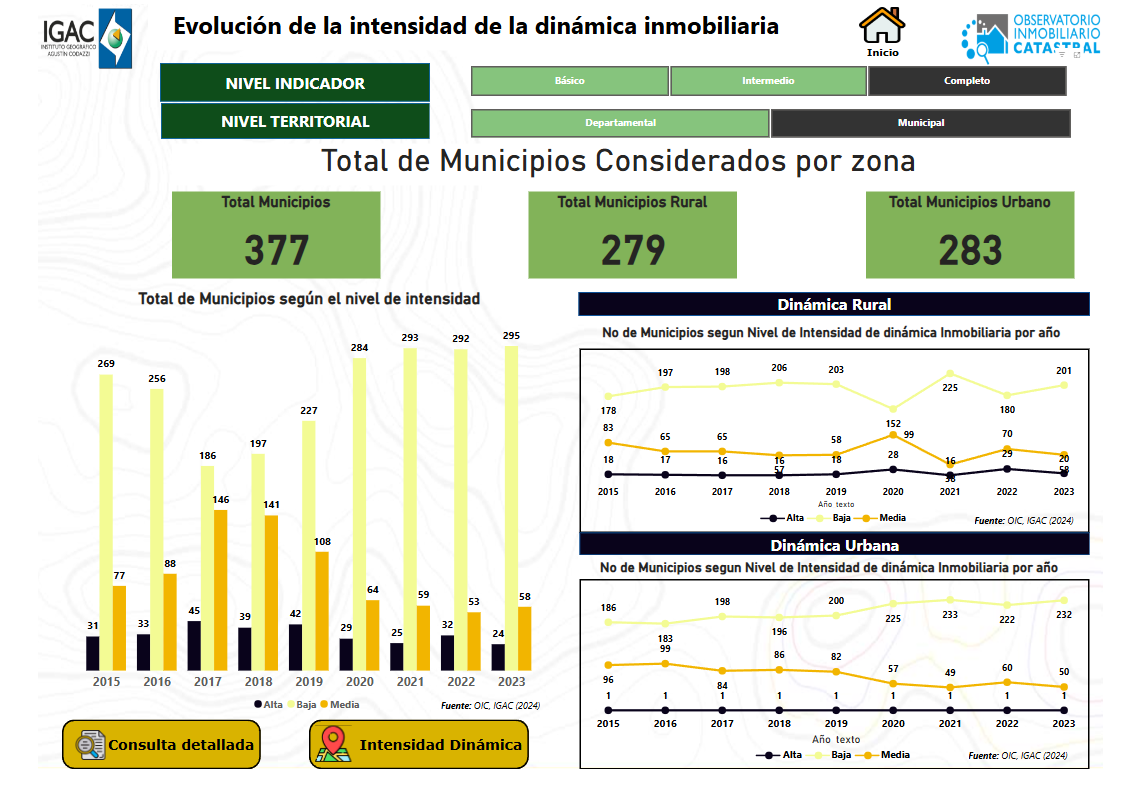 IGAC
INSTITUTO GEOGRÁFICO
AGUSTÍN CODAZZI
Evolución de la intensidad de la dinámica inmobiliaria
Inicio
OBSERVATORIO
INMOBILIARIO
CATASTRAL
NIVEL INDICADOR
Básico
Intermedio
Completo
NIVEL TERRITORIAL
Departamental
Municipal
Total de Municipios Considerados por zona
Total Municipios
377
Total Municipios Rural
279
Total Municipios Urbano
283
Total de Municipios según el nivel de intensidad
269
256
186
197
227
284
293
292
295
77
88
146
141
108
64
59
53
58
31
33
45
39
42
29
25
32
24
2015 2016 2017 2018 2019 2020 2021 2022 2023
Alta Baja Media
Fuente: OIC, IGAC (2024)
Consulta detallada
Intensidad Dinámica
Dinámica Rural
No de Municipios segun Nivel de Intensidad de dinámica Inmobiliaria por año
178
197
198
206
203
152
225
180
201
83
65
65
57
58
99
38
70
58
18
17
16
16
18
28
16
29
20
2015 2016 2017 2018 2019 2020 2021 2022 2023
Año texto
Alta Baja Media
Fuente: OIC, IGAC (2024)
Dinámica Urbana
No de Municipios segun Nivel de Intensidad de dinámica Inmobiliaria por año
186
183
198
196
200
225
233
222
232
96
99
84
86
82
57
49
60
50
1 1 1 1 1 1 1 1 1
2015 2016 2017 2018 2019 2020 2021 2022 2023
Año texto
Alta Baja Media
Fuente: OIC, IGAC (2024)